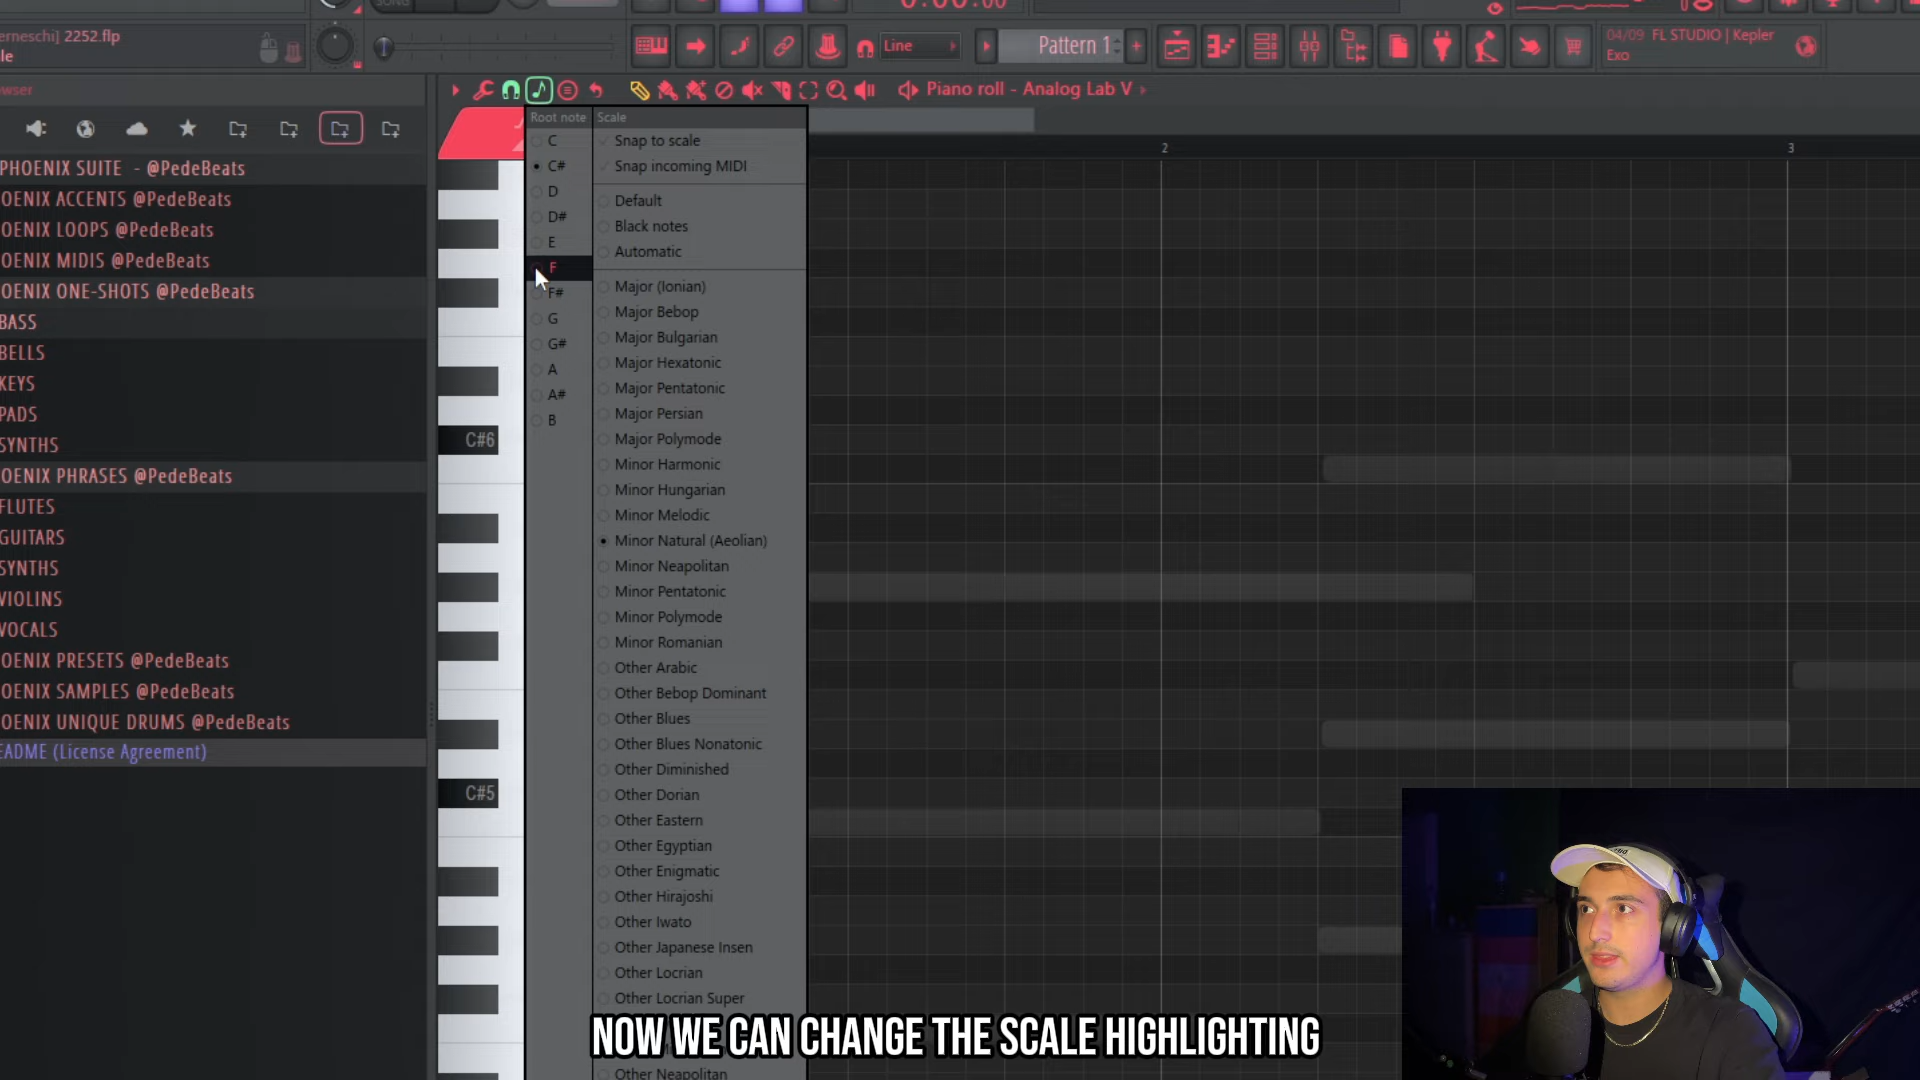 SONG
0:00:00
erneschi] 2252.flp
le
Line
Pattern 1
+
04/09 FL STUDIO | Kepler
Exo
wser
Piano roll - Analog Lab V
PHOENIX SUITE - @PedeBeats
OENIX ACCENTS @PedeBeats
OENIX LOOPS @PedeBeats
OENIX MIDIS @PedeBeats
OENIX ONE-SHOTS @PedeBeats
BASS
BELLS
KEYS
PADS
SYNTHS
OENIX PHRASES @PedeBeats
FLUTES
GUITARS
SYNTHS
VIOLINS
VOCALS
OENIX PRESETS @PedeBeats
OENIX SAMPLES @PedeBeats
OENIX UNIQUE DRUMS @PedeBeats
EADME (License Agreement)
Root note
C
C#
D
D#
E
F
F#
G
G#
A
A#
B
Scale
Snap to scale
Snap incoming MIDI
Default
Black notes
Automatic
Major (Ionian)
Major Bebop
Major Bulgarian
Major Hexatonic
Major Pentatonic
Major Persian
Major Polymode
Minor Harmonic
Minor Hungarian
Minor Melodic
Minor Natural (Aeolian)
Minor Neapolitan
Minor Pentatonic
Minor Polymode
Minor Romanian
Other Arabic
Other Bebop Dominant
Other Blues
Other Blues Nonatonic
Other Diminished
Other Dorian
Other Eastern
Other Egyptian
Other Enigmatic
Other Hirajoshi
Other Iwato
Other Japanese Insen
Other Locrian
Other Locrian Super
Other Neapolitan
2
3
C#6
C#5
NOW WE CAN CHANGE THE SCALE HIGHLIGHTING